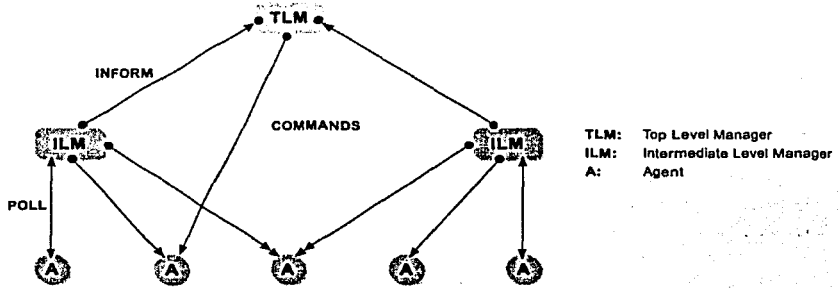 TLM
INFORM
COMMANDS
ILM
ILM
TLM: Top Level Manager
ILM: Intermediate Level Manager
A: Agent
POLL
A
A
A
A
A